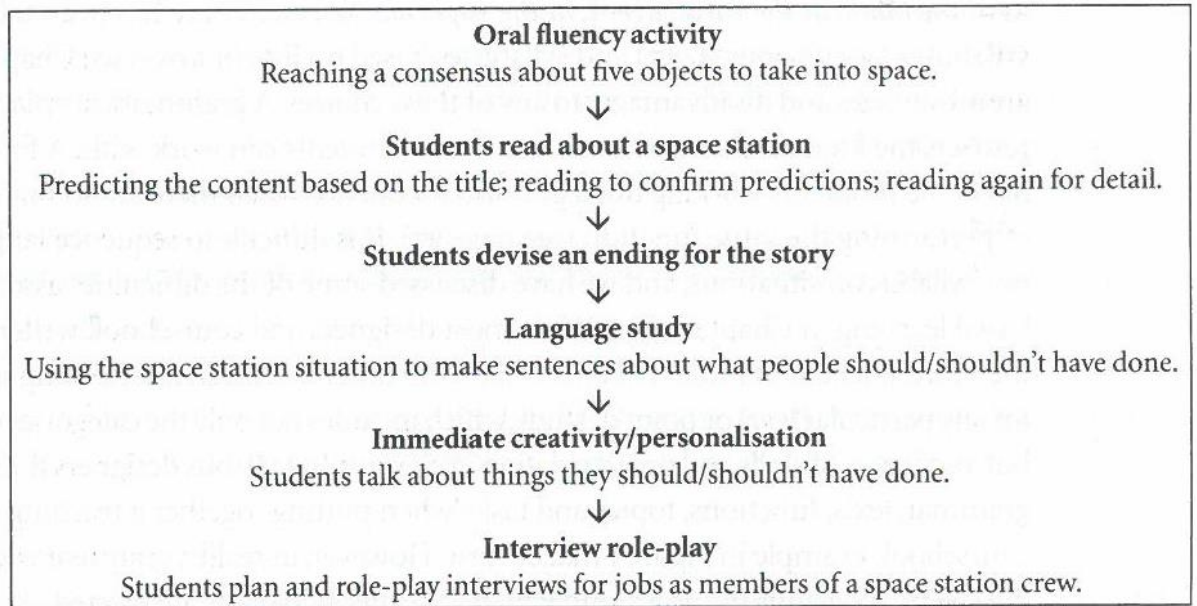 Oral fluency activity
Reaching a consensus about five objects to take into space.
↓
Students read about a space station
Predicting the content based on the title; reading to confirm predictions; reading again for detail.
↓
Students devise an ending for the story
↓
Language study
Using the space station situation to make sentences about what people should/shouldn't have done.
↓
Immediate creativity/personalisation
Students talk about things they should/shouldn't have done.
↓
Interview role-play
Students plan and role-play interviews for jobs as members of a space station crew.